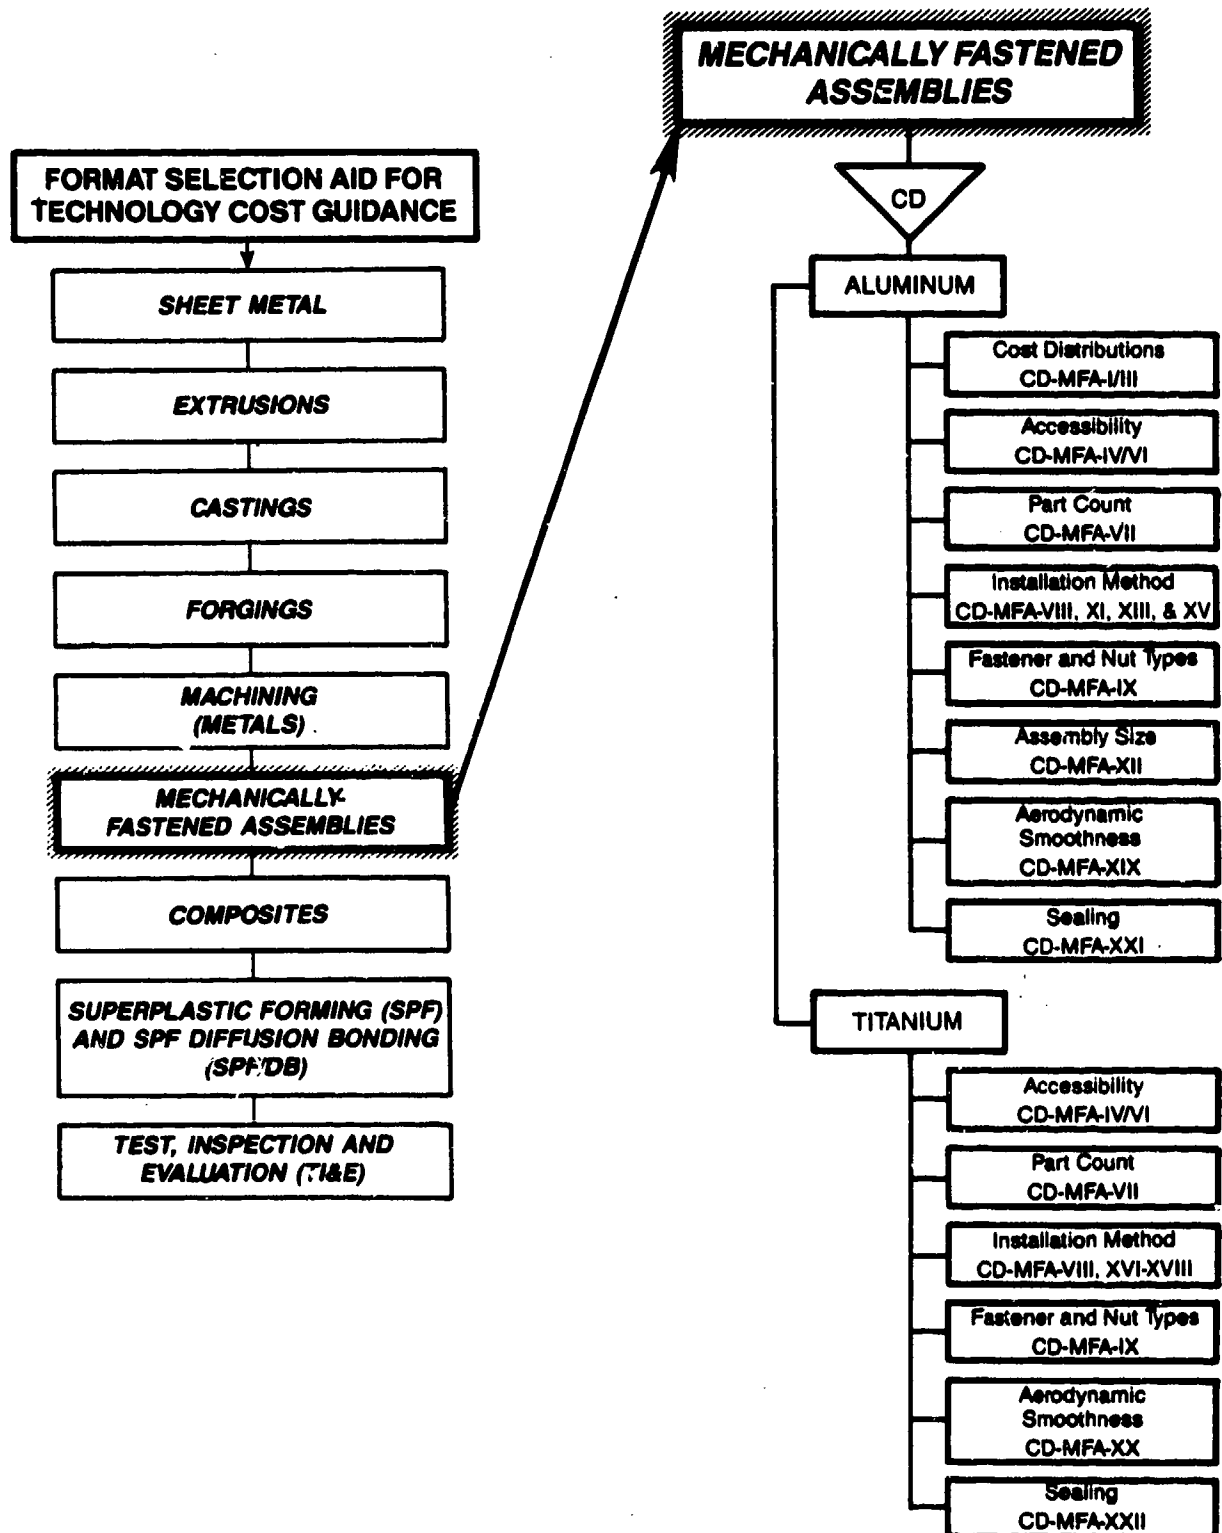 MECHANICALLY FASTENED
ASSEMBLIES
CD
FORMAT SELECTION AID FOR
TECHNOLOGY COST GUIDANCE
SHEET METAL
EXTRUSIONS
CASTINGS
FORGINGS
MACHINING
(METALS)
MECHANICALLY-
FASTENED ASSEMBLIES
COMPOSITES
SUPERPLASTIC FORMING (SPF)
AND SPF DIFFUSION BONDING
(SPF/DB)
TEST, INSPECTION AND
EVALUATION (TI&E)
ALUMINUM
Cost Distributions
CD-MFA-I/III
Accessibility
CD-MFA-IV/VI
Part Count
CD-MFA-VII
Installation Method
CD-MFA-VIII, XI, XIII, & XV
Fastener and Nut Types
CD-MFA-IX
Assembly Size
CD-MFA-XII
Aerodynamic
Smoothness
CD-MFA-XIX
Sealing
CD-MFA-XXI
TITANIUM
Accessibility
CD-MFA-IV/VI
Part Count
CD-MFA-VII
Installation Method
CD-MFA-VIII, XVI-XVIII
Fastener and Nut Types
CD-MFA-IX
Aerodynamic
Smoothness
CD-MFA-XX
Sealing
CD-MFA-XXII